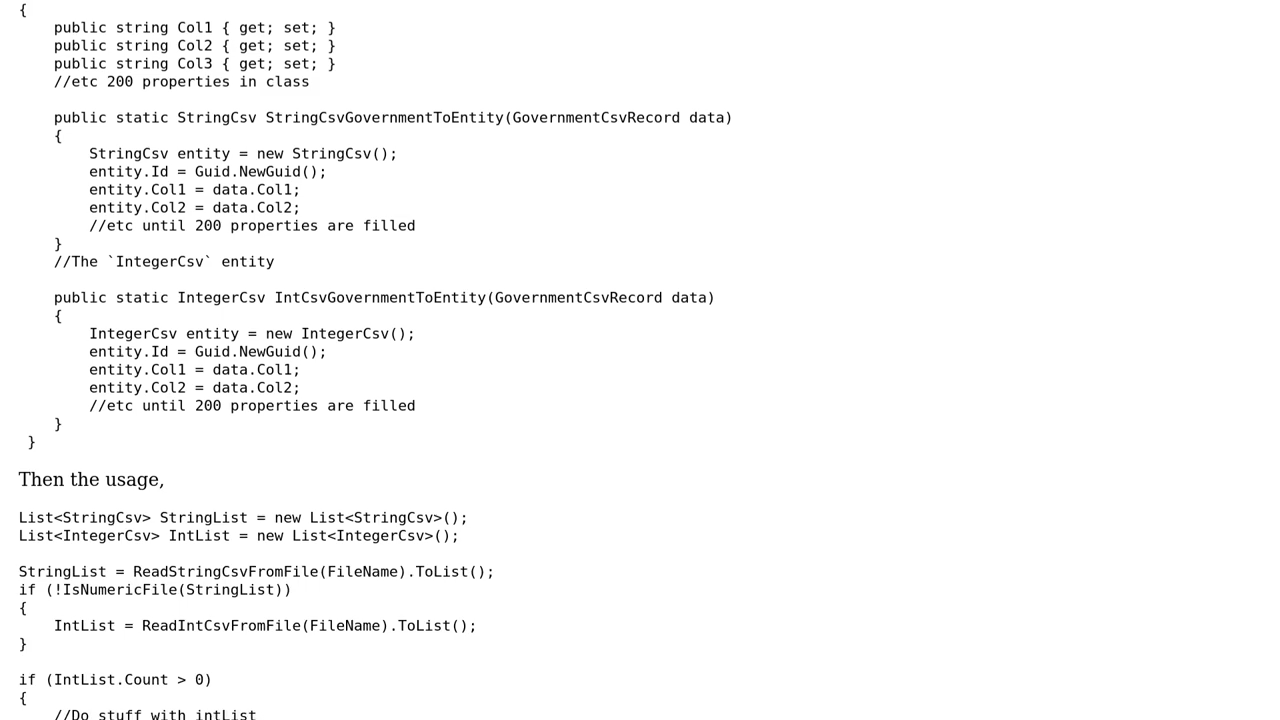 {
    public string Col1 { get; set; }
    public string Col2 { get; set; }
    public string Col3 { get; set; }
    //etc 200 properties in class

    public static StringCsv StringCsvGovernmentToEntity(GovernmentCsvRecord data)
    {
        StringCsv entity = new StringCsv();
        entity.Id = Guid.NewGuid();
        entity.Col1 = data.Col1;
        entity.Col2 = data.Col2;
        //etc until 200 properties are filled
    }
    //The `IntegerCsv` entity

    public static IntegerCsv IntCsvGovernmentToEntity(GovernmentCsvRecord data)
    {
        IntegerCsv entity = new IntegerCsv();
        entity.Id = Guid.NewGuid();
        entity.Col1 = data.Col1;
        entity.Col2 = data.Col2;
        //etc until 200 properties are filled
    }
 }

Then the usage,

List<StringCsv> StringList = new List<StringCsv>();
List<IntegerCsv> IntList = new List<IntegerCsv>();

StringList = ReadStringCsvFromFile(FileName).ToList();
if (!IsNumericFile(StringList))
{
    IntList = ReadIntCsvFromFile(FileName).ToList();
}

if (IntList.Count > 0)
{
    //Do stuff with intList